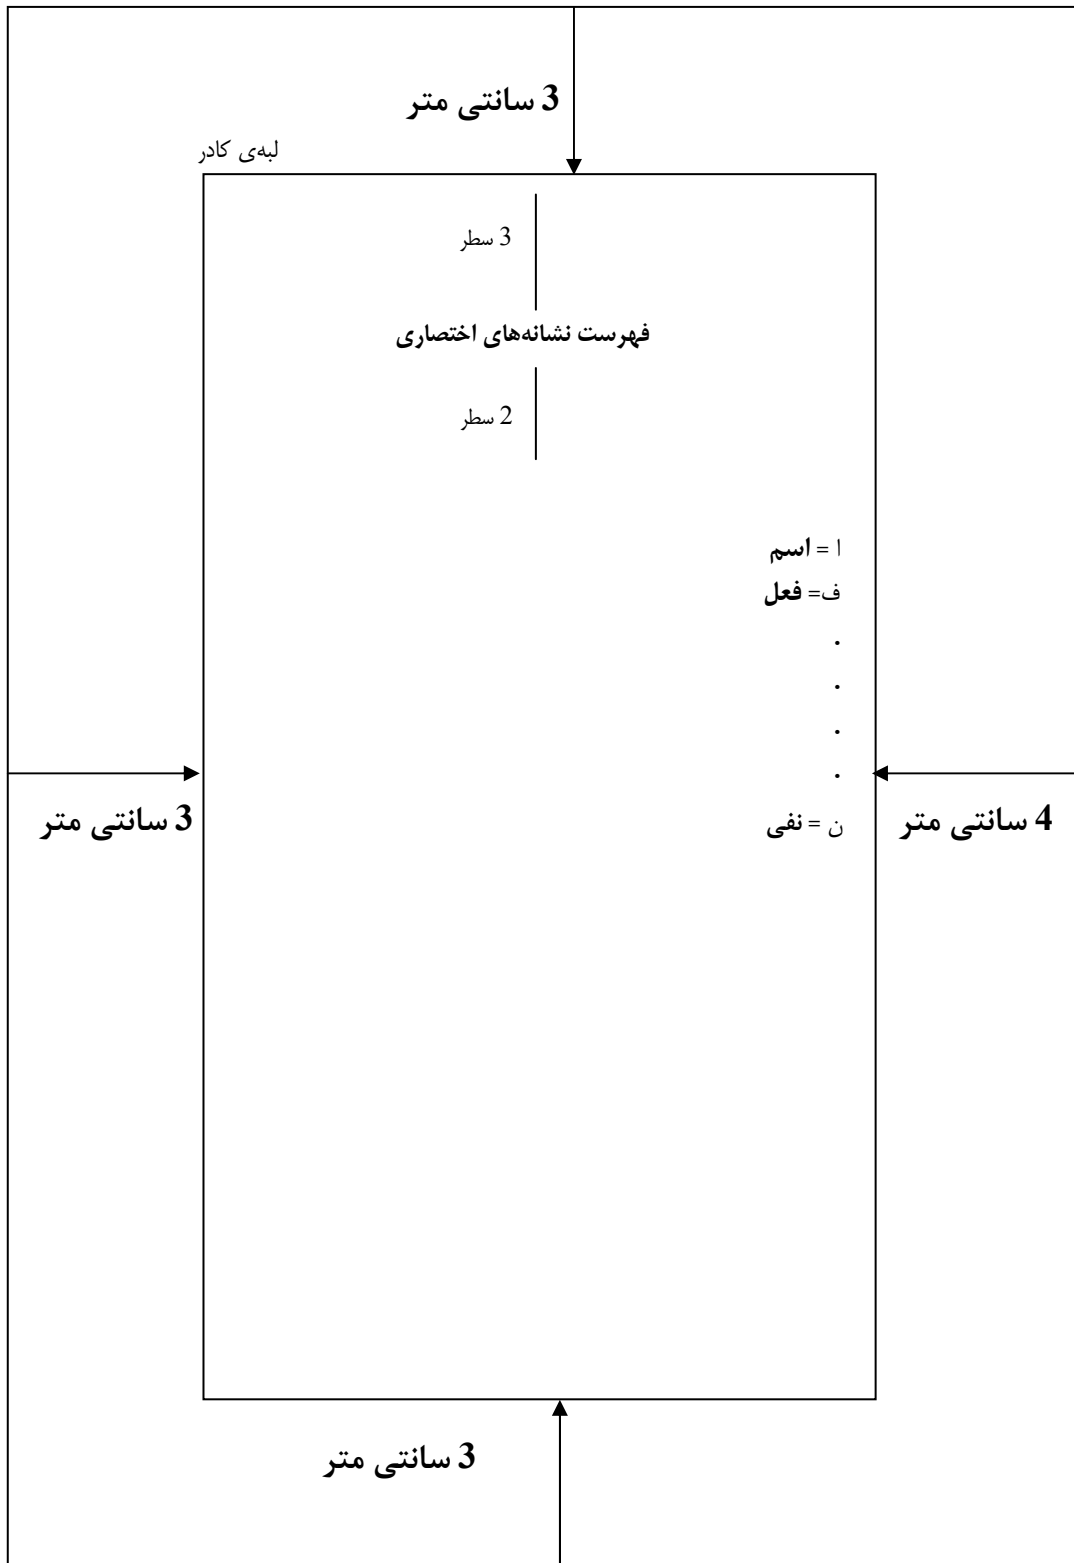 3 سانتی متر
لبه‌ی کادر
3 سطر
فهرست نشانه‌های اختصاری
2 سطر
ا = اسم
ف= فعل
.
.
.
.
ن = نفی
4 سانتی متر
3 سانتی متر
3 سانتی متر